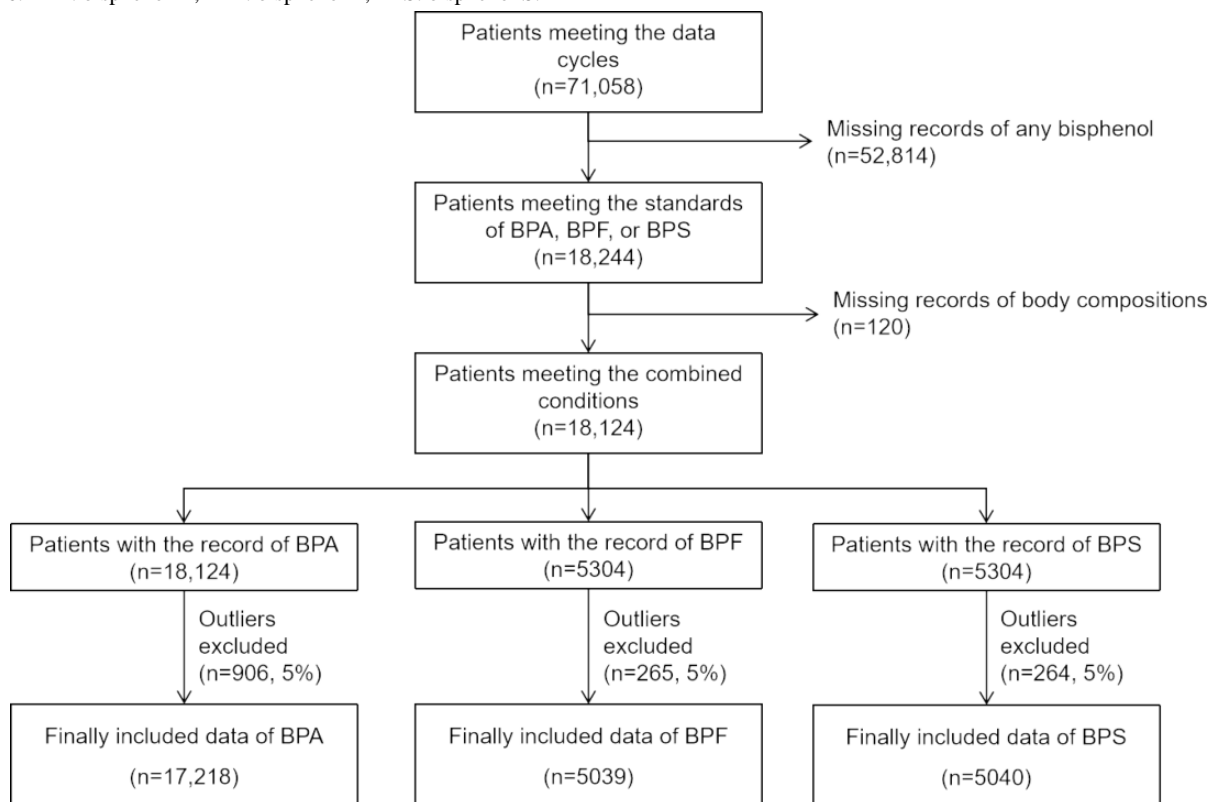 Patients meeting the data
cycles
(n=71,058)
Missing records of any bisphenol
(n=52,814)
Patients meeting the standards
of BPA, BPF, or BPS
(n=18,244)
Missing records of body compositions
(n=120)
Patients meeting the combined
conditions
(n=18,124)
Patients with the record of BPA
(n=18,124)
Patients with the record of BPF
(n=5304)
Patients with the record of BPS
(n=5304)
Outliers
excluded
(n=906, 5%)
Outliers
excluded
(n=265, 5%)
Outliers
excluded
(n=264, 5%)
Finally included data of BPA
(n=17,218)
Finally included data of BPF
(n=5039)
Finally included data of BPS
(n=5040)